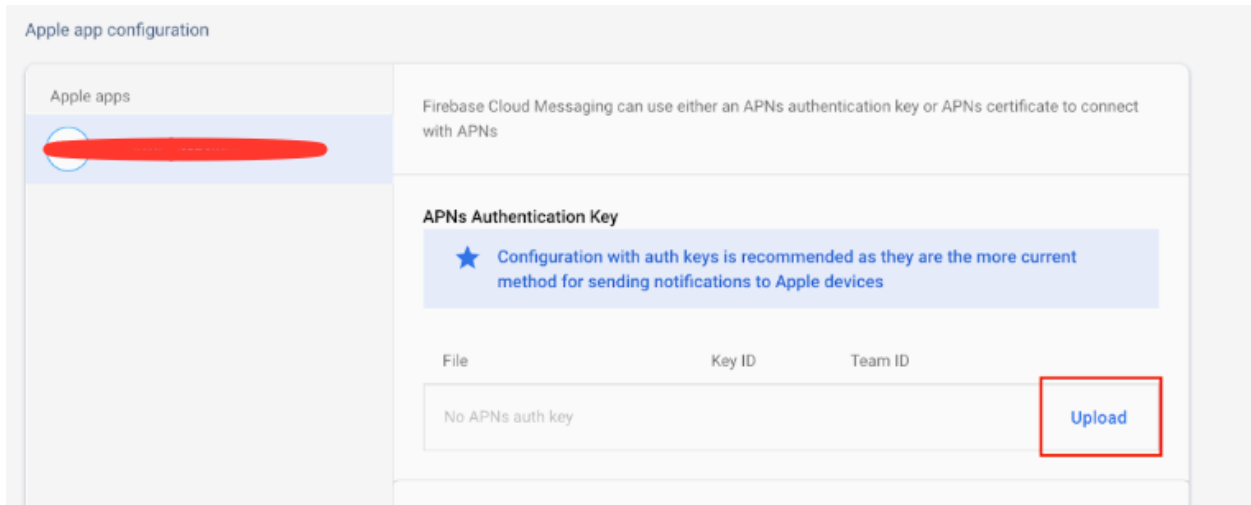 Apple app configuration
Apple apps
Firebase Cloud Messaging can use either an APNs authentication key or APNs certificate to connect
with APNs
APNs Authentication Key
Configuration with auth keys is recommended as they are the more current
method for sending notifications to Apple devices
File Key ID Team ID
No APNs auth key Upload